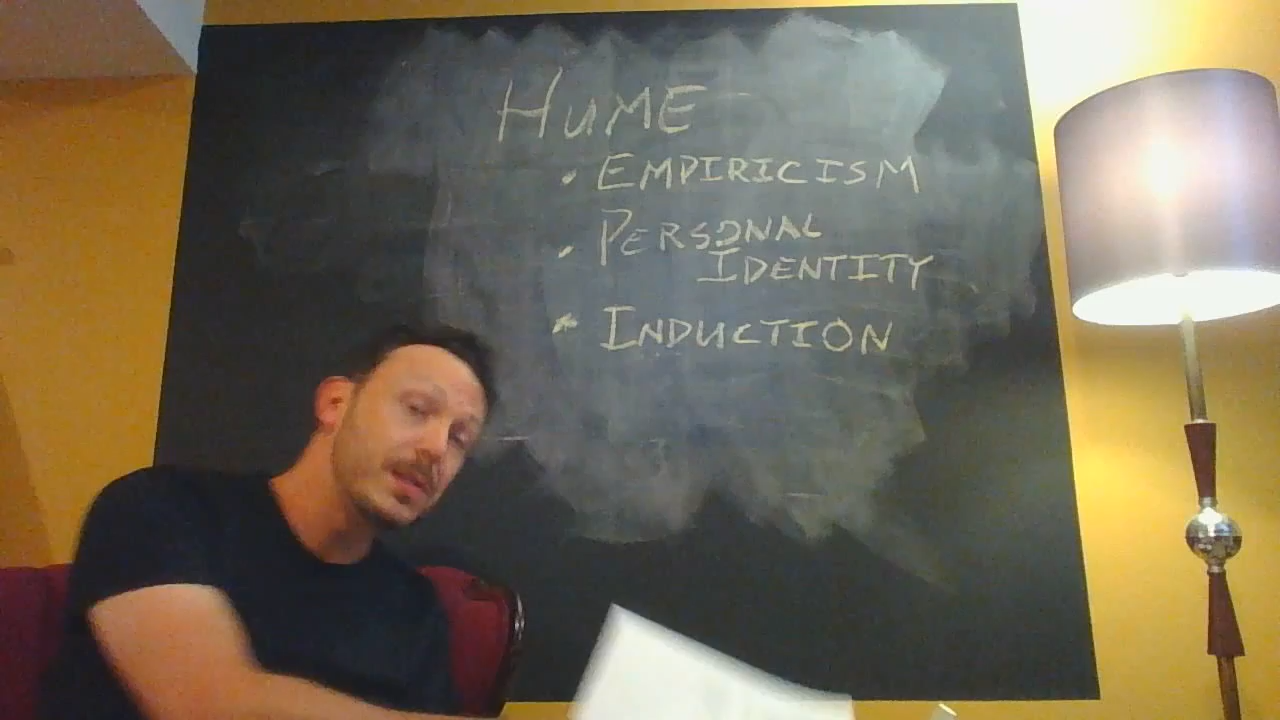 HUME
• EMPIRICISM
• PERSONAL
IDENTITY
* INDUCTION